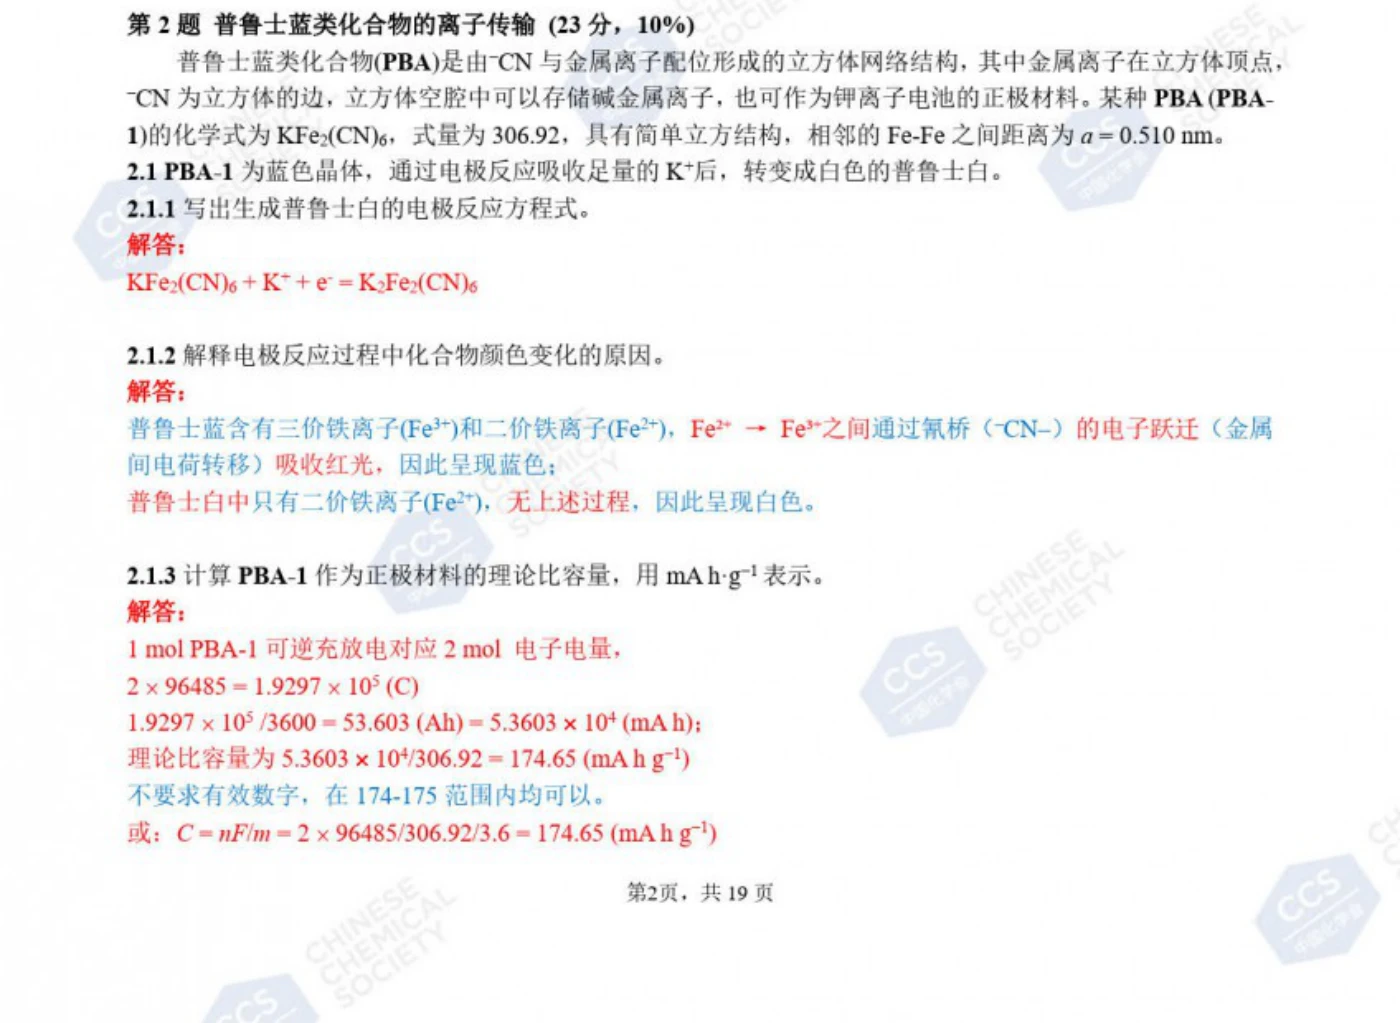 第 2 题 普鲁士蓝类化合物的离子传输 (23 分，10%)
普鲁士蓝类化合物(PBA)是由⁻CN 与金属离子配位形成的立方体网络结构，其中金属离子在立方体顶点，
⁻CN 为立方体的边，立方体空腔中可以存储碱金属离子，也可作为钾离子电池的正极材料。某种 PBA (PBA-
1)的化学式为 KFe₂(CN)₆，式量为 306.92，具有简单立方结构，相邻的 Fe-Fe 之间距离为 a = 0.510 nm。
2.1 PBA-1 为蓝色晶体，通过电极反应吸收足量的 K⁺后，转变成白色的普鲁士白。
2.1.1 写出生成普鲁士白的电极反应方程式。
解答：
KFe₂(CN)₆ + K⁺ + e⁻ = K₂Fe₂(CN)₆
2.1.2 解释电极反应过程中化合物颜色变化的原因。
解答：
普鲁士蓝含有三价铁离子(Fe³⁺)和二价铁离子(Fe²⁺)，Fe²⁺ → Fe³⁺之间通过氰桥（⁻CN–）的电子跃迁（金属
间电荷转移）吸收红光，因此呈现蓝色；
普鲁士白中只有二价铁离子(Fe²⁺)，无上述过程，因此呈现白色。
2.1.3 计算 PBA-1 作为正极材料的理论比容量，用 mA h·g⁻¹ 表示。
解答：
1 mol PBA-1 可逆充放电对应 2 mol 电子电量，
2 × 96485 = 1.9297 × 10⁵ (C)
1.9297 × 10⁵ /3600 = 53.603 (Ah) = 5.3603 × 10⁴ (mA h)；
理论比容量为 5.3603 × 10⁴/306.92 = 174.65 (mA h g⁻¹)
不要求有效数字，在 174-175 范围内均可以。
或：C = nF/m = 2 × 96485/306.92/3.6 = 174.65 (mA h g⁻¹)
第2页，共 19 页
CCS
中国化学会
CHINESE
CHEMICAL
SOCIETY